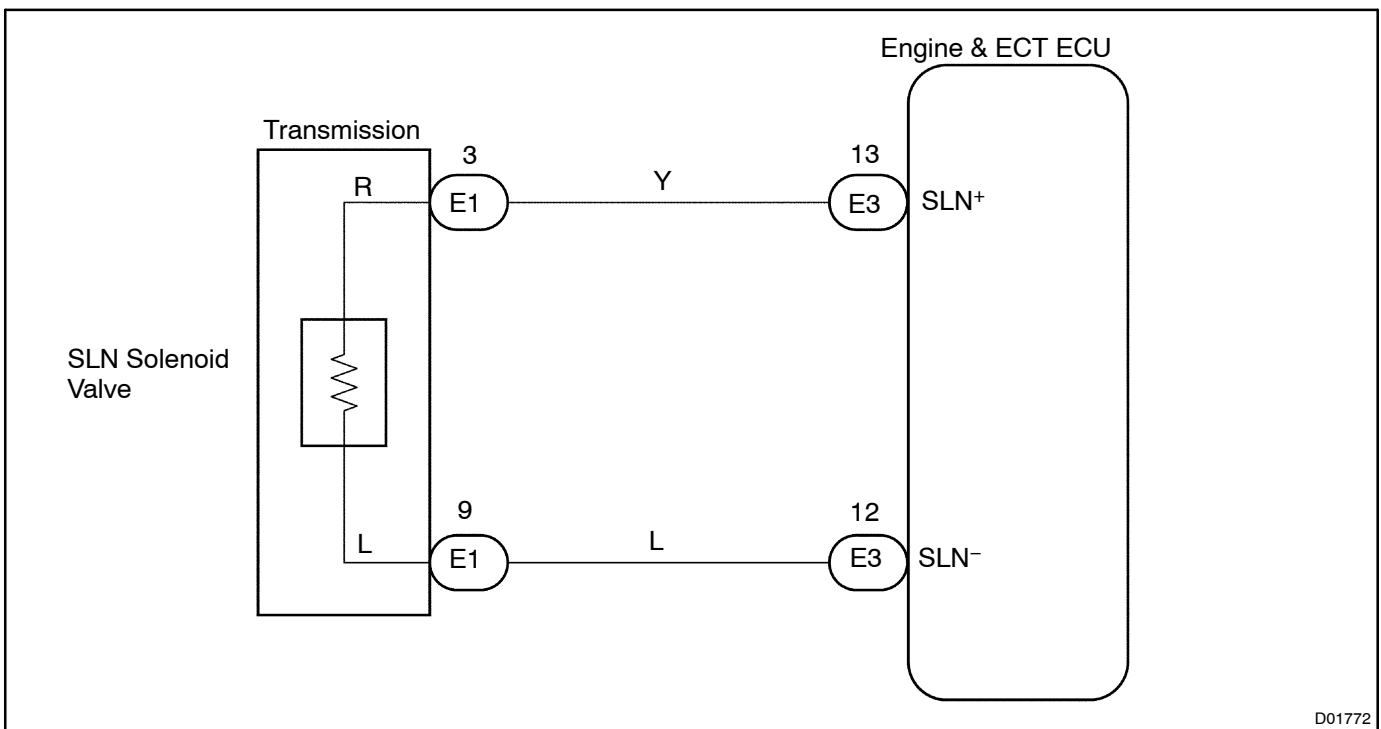 Engine & ECT ECU
Transmission
3
13
R
Y
E1
E3
SLN+
SLN Solenoid
Valve
9
12
L
L
E1
E3
SLN−
D01772